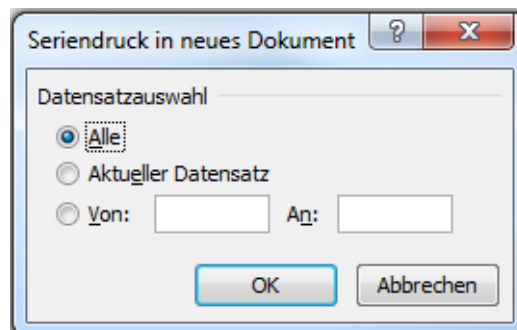 Seriendruck in neues Dokument ?
Datensatzauswahl
Alle
Aktueller Datensatz
Von: An:
OK Abbrechen